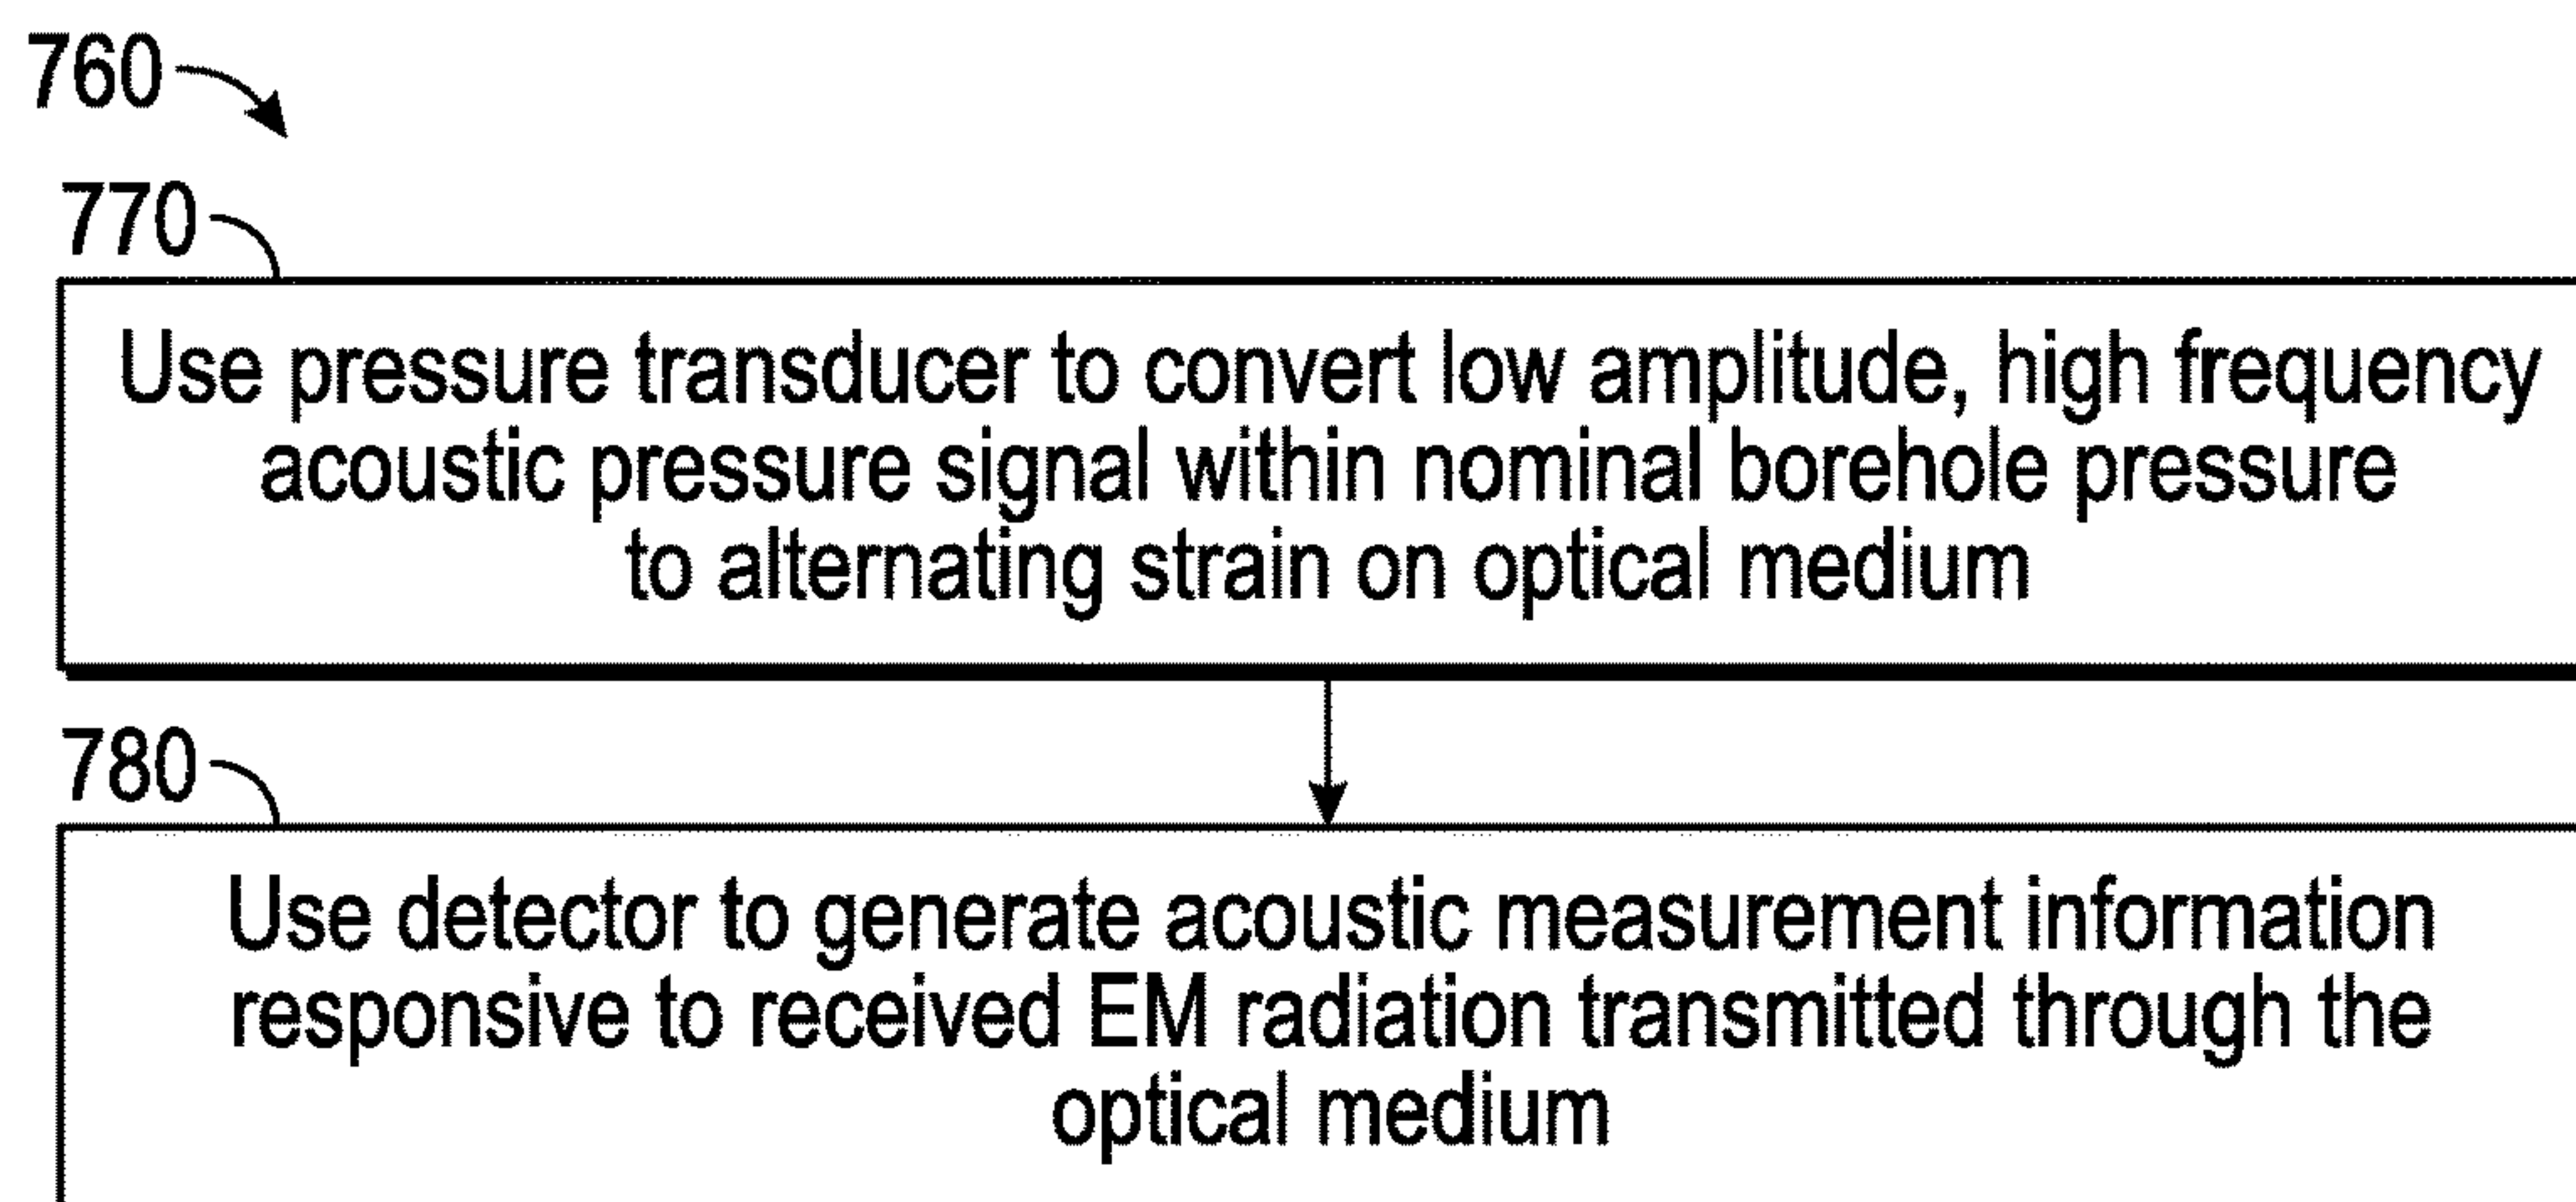 760
770
Use pressure transducer to convert low amplitude, high frequency
acoustic pressure signal within nominal borehole pressure
to alternating strain on optical medium
780
Use detector to generate acoustic measurement information
responsive to received EM radiation transmitted through the
optical medium